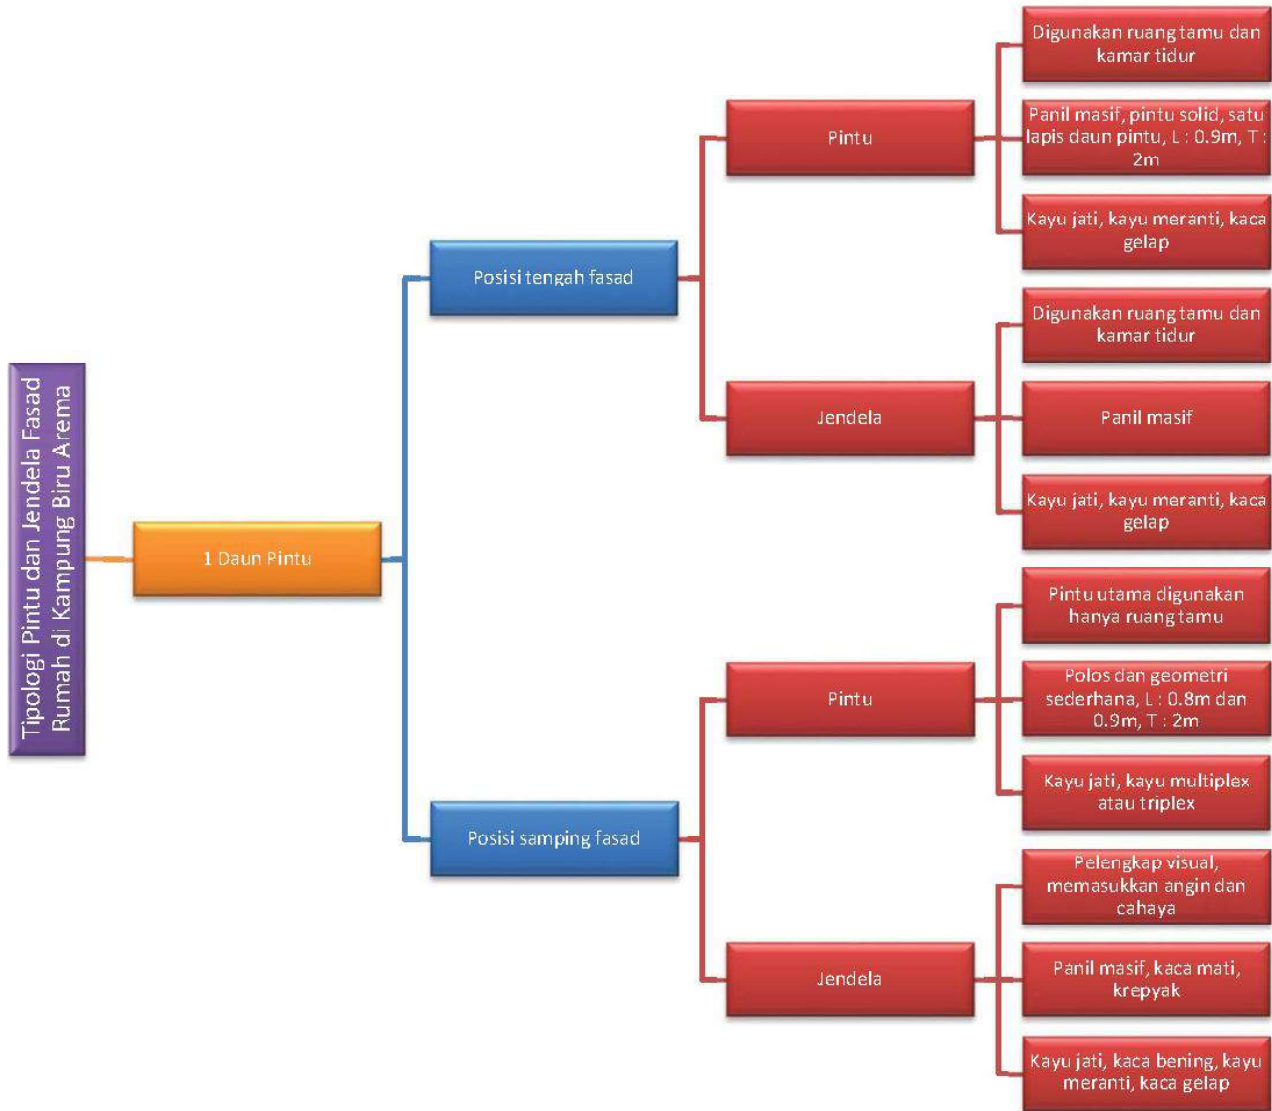 Tipologi Pintu dan Jendela Fasad
Rumah di Kampung Biru Arema
1 Daun Pintu
Posisi tengah fasad
Pintu
Digunakan ruang tamu dan
kamar tidur
Panil masif, pintu solid, satu
lapis daun pintu, L : 0.9m, T :
2m
Kayu jati, kayu meranti, kaca
gelap
Jendela
Digunakan ruang tamu dan
kamar tidur
Panil masif
Kayu jati, kayu meranti, kaca
gelap
Posisi samping fasad
Pintu
Pintu utama digunakan
hanya ruang tamu
Polos dan geometri
sederhana, L : 0.8m dan
0.9m, T : 2m
Kayu jati, kayu multiplex
atau triplex
Jendela
Pelengkap visual,
memasukkan angin dan
cahaya
Panil masif, kaca mati,
krepyak
Kayu jati, kaca bening, kayu
meranti, kaca gelap